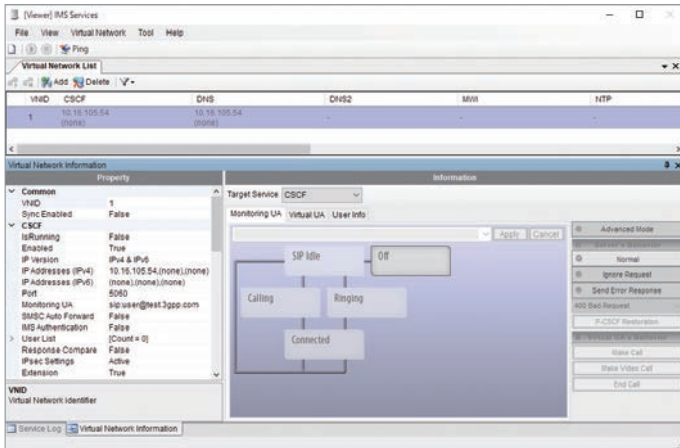 [Viewer] IMS Services
File View Virtual Network Tool Help
Ping
Virtual Network List
Add Delete
VNID CSCF DNS DNS2 MWI NTP
1 10.16.105.54 10.16.105.54 - - -
(none) (none)
Virtual Network Information
Property Information
Common
VNID 1
Sync Enabled False
CSCF
IsRunning False
Enabled True
IP Version IPv4 & IPv6
IP Addresses (IPv4) 10.16.105.54,(none),(none)
IP Addresses (IPv6) (none),(none),(none)
Port 5060
Monitoring UA sip:user@test.3gpp.com
SMSC Auto Forward False
IMS Authentication False
User List [Count = 0]
Response Compare False
IPsec Settings Active
Extension True
VNID
Virtual Network Identifier
Target Service CSCF
Monitoring UA Virtual UA User Info
Apply Cancel
SIP Idle Off
Calling Ringing
Connected
Advanced Mode
Server's Behavior
Normal
Ignore Request
Send Error Response
400 Bad Request
P-CSCF Restoration
Make Call
Make Video Call
End Call
Service Log Virtual Network Information